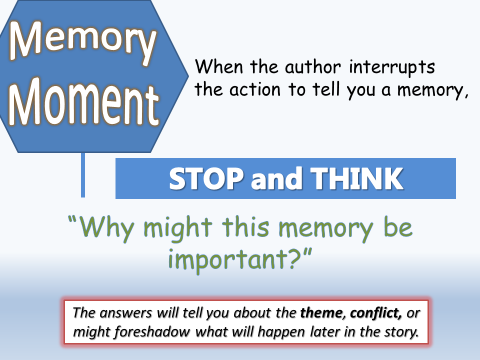 Memory
Moment
When the author interrupts
the action to tell you a memory,
STOP and THINK
“Why might this memory be
important?”
The answers will tell you about the theme, conflict, or
might foreshadow what will happen later in the story.